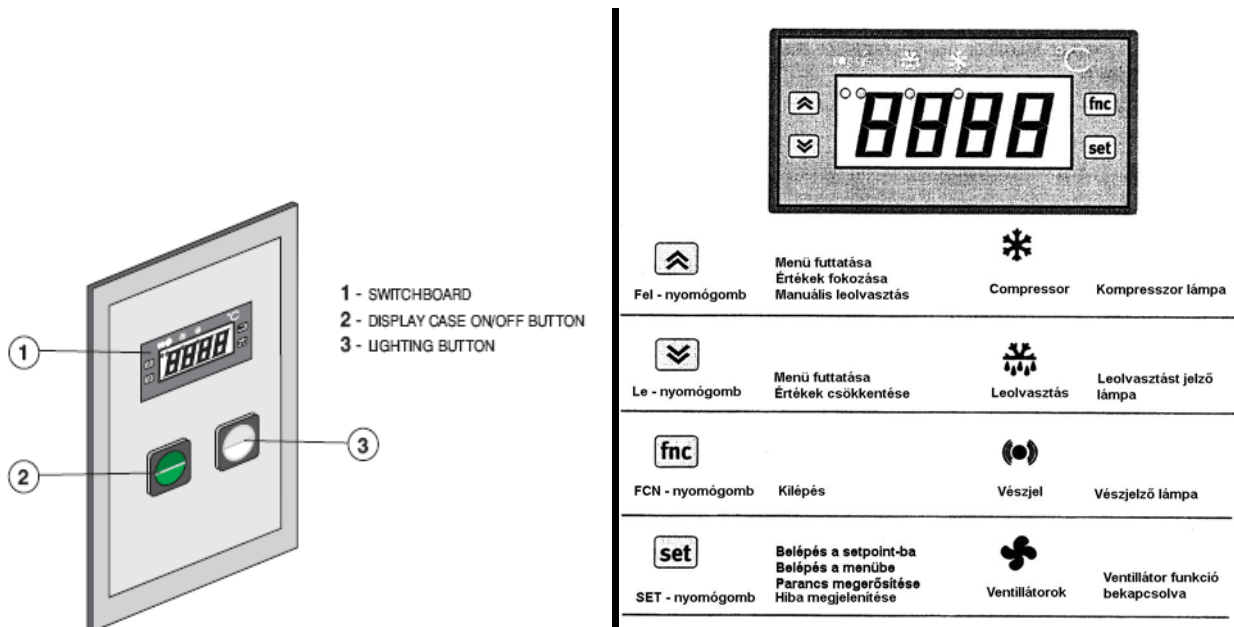 1 - SWITCHBOARD
2 - DISPLAY CASE ON/OFF BUTTON
3 - LIGHTING BUTTON
1
°C
8888
2
3
°C
8888
fnc
set
Fel - nyomógomb
Menü futtatása
Értékek fokozása
Manuális leolvasztás
Compressor
Kompresszor lámpa
Le - nyomógomb
Menü futtatása
Értékek csökkentése
Leolvasztás
Leolvasztást jelző
lámpa
fnc
FCN - nyomógomb
Kilépés
Vészjel
Vészjelző lámpa
set
SET - nyomógomb
Belépés a setpoint-ba
Belépés a menübe
Parancs megerősítése
Hiba megjelenítése
Ventillátorok
Ventillátor funkció
bekapcsolva